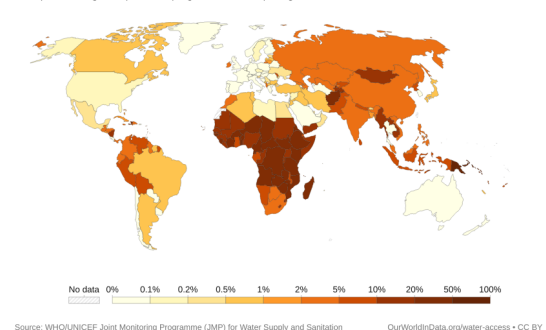 No data 0% 0.1% 0.2% 0.5% 1% 2% 5% 10% 20% 50% 100%
Source: WHO/UNICEF Joint Monitoring Programme (JMP) for Water Supply and Sanitation OurWorldInData.org/water-access • CC BY